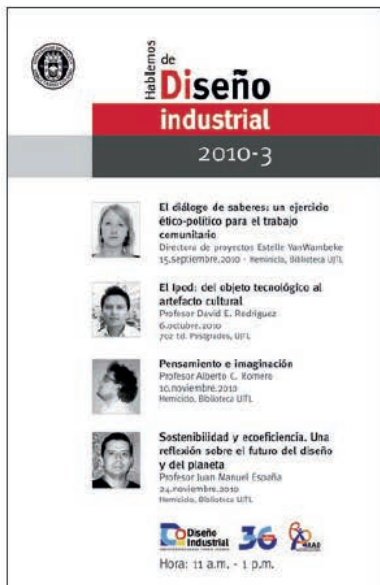 Hablemos
de
Diseño
industrial
2010-3
El diálogo de saberes: un ejercicio
ético-político para el trabajo
comunitario
Directora de proyectos Estelle VanWambeke
15.septiembre.2010 - Hemiciclo, Biblioteca UJTL
El Ipod: del objeto tecnológico al
artefacto cultural
Profesor David E. Rodríguez
6.octubre.2010
702 Ed. Postgrados, UJTL
Pensamiento e imaginación
Profesor Alberto C. Romero
10.noviembre.2010
Hemiciclo, Biblioteca UJTL
Sostenibilidad y ecoeficiencia. Una
reflexión sobre el futuro del diseño
y del planeta
Profesor Juan Manuel España
24.noviembre.2010
Hemiciclo, Biblioteca UJTL
Diseño
Industrial
36
Hora: 11 a.m. - 1 p.m.